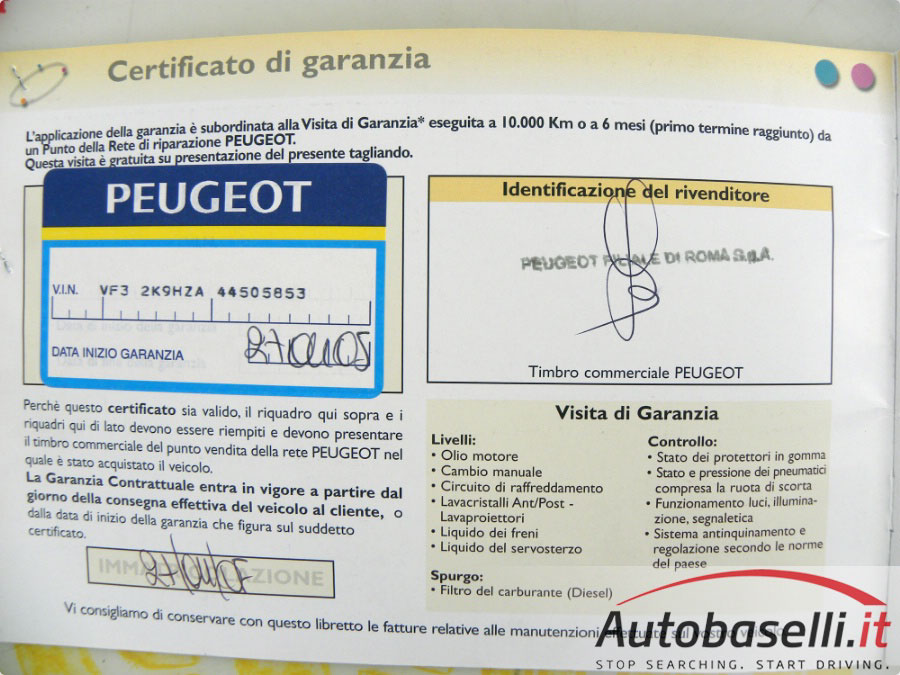 Certificato di garanzia
L'applicazione della garanzia è subordinata alla Visita di Garanzia* eseguita a 10.000 Km o a 6 mesi (primo termine raggiunto) da
un Punto della Rete di riparazione PEUGEOT.
Questa visita è gratuita su presentazione del presente tagliando.
PEUGEOT
V.I.N. VF3 2K9HZA 44505853
DATA INIZIO GARANZIA
Identificazione del rivenditore
PEUGEOT FILIALE DI ROMA S.p.A.
Timbro commerciale PEUGEOT
Perchè questo certificato sia valido, il riquadro qui sopra e i
riquadri qui di lato devono essere riempiti e devono presentare
il timbro commerciale del punto vendita della rete PEUGEOT nel
quale è stato acquistato il veicolo.
La Garanzia Contrattuale entra in vigore a partire dal
giorno della consegna effettiva del veicolo al cliente, o
dalla data di inizio della garanzia che figura sul suddetto
certificato.
IMMATRICOLAZIONE
Visita di Garanzia
Livelli:
• Olio motore
• Cambio manuale
• Circuito di raffreddamento
• Lavacristalli Ant/Post -
Lavaproiettori
• Liquido dei freni
• Liquido del servosterzo
Spurgo:
• Filtro del carburante (Diesel)
Controllo:
• Stato dei protettori in gomma
• Stato e pressione dei pneumatici
compresa la ruota di scorta
• Funzionamento luci, illumina-
zione, segnaletica
• Sistema antinquinamento e
regolazione secondo le norme
del paese
Vi consigliamo di conservare con questo libretto le fatture relative alle manutenzioni effettuate sul vostro veicolo
Autobaselli.it
STOP SEARCHING. START DRIVING.